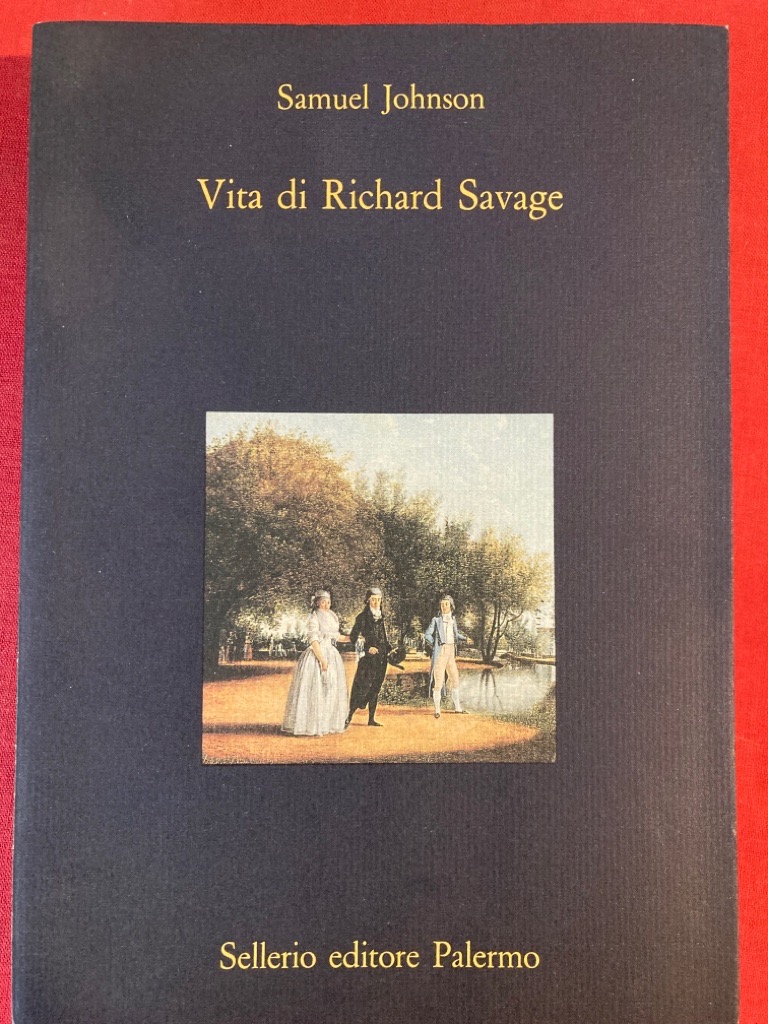 Samuel Johnson
Vita di Richard Savage
Sellerio editore Palermo